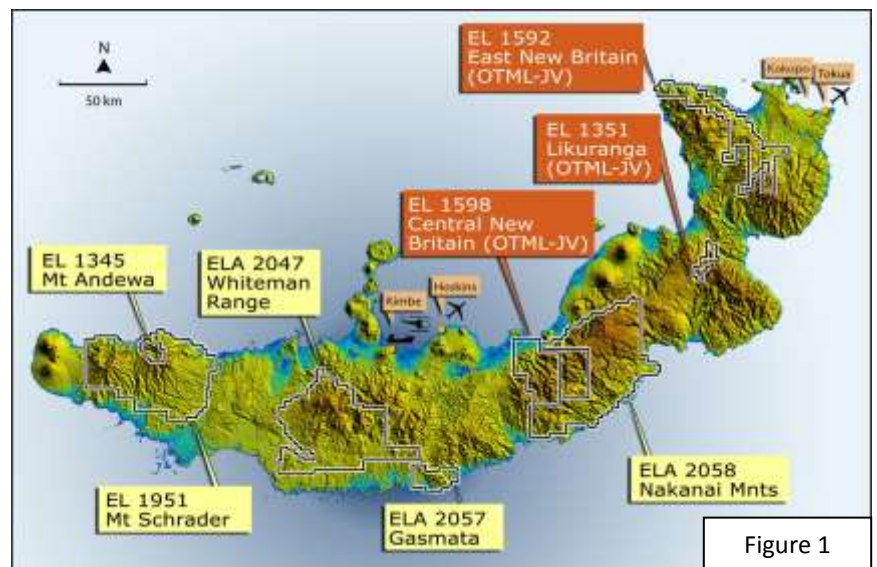 N
50 km
EL 1592
East New Britain
(OTML-JV)
Kokopo
Tokua
EL 1351
Likuranga
(OTML-JV)
EL 1598
Central New
Britain (OTML-JV)
EL 1345
Mt Andewa
ELA 2047
Whiteman
Range
Kimbe
Hoskins
EL 1951
Mt Schrader
ELA 2057
Gasmata
ELA 2058
Nakanai Mnts
Figure 1